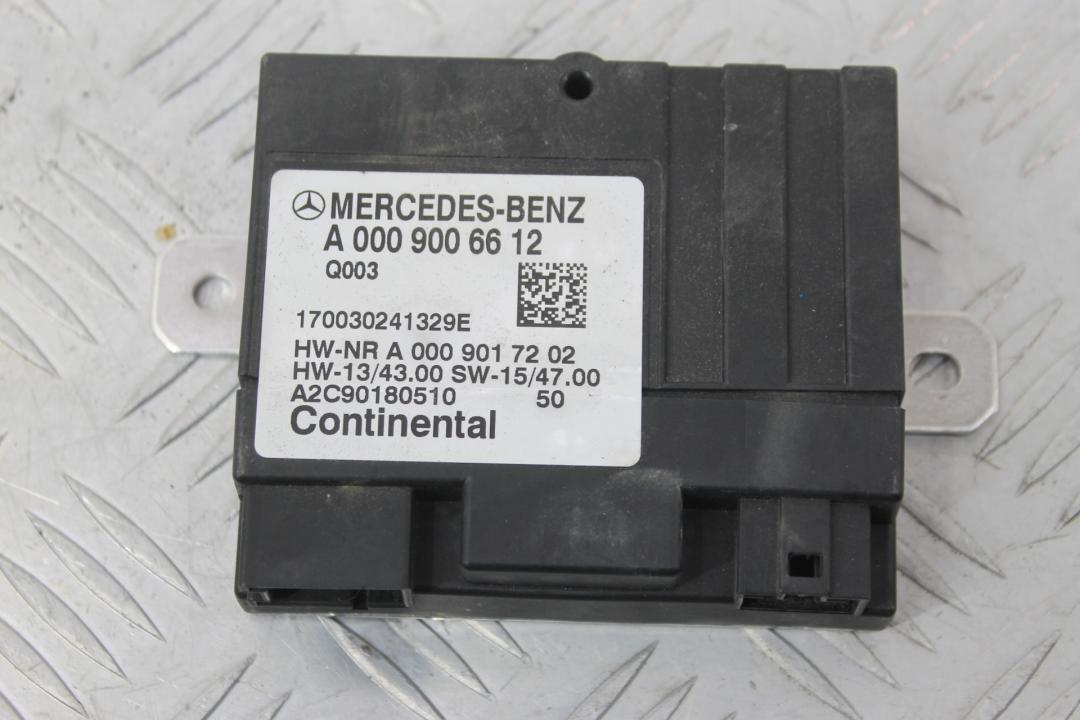 MERCEDES-BENZ
A 000 900 66 12
Q003
170030241329E
HW-NR A 000 901 72 02
HW-13/43.00 SW-15/47.00
A2C90180510 50
Continental